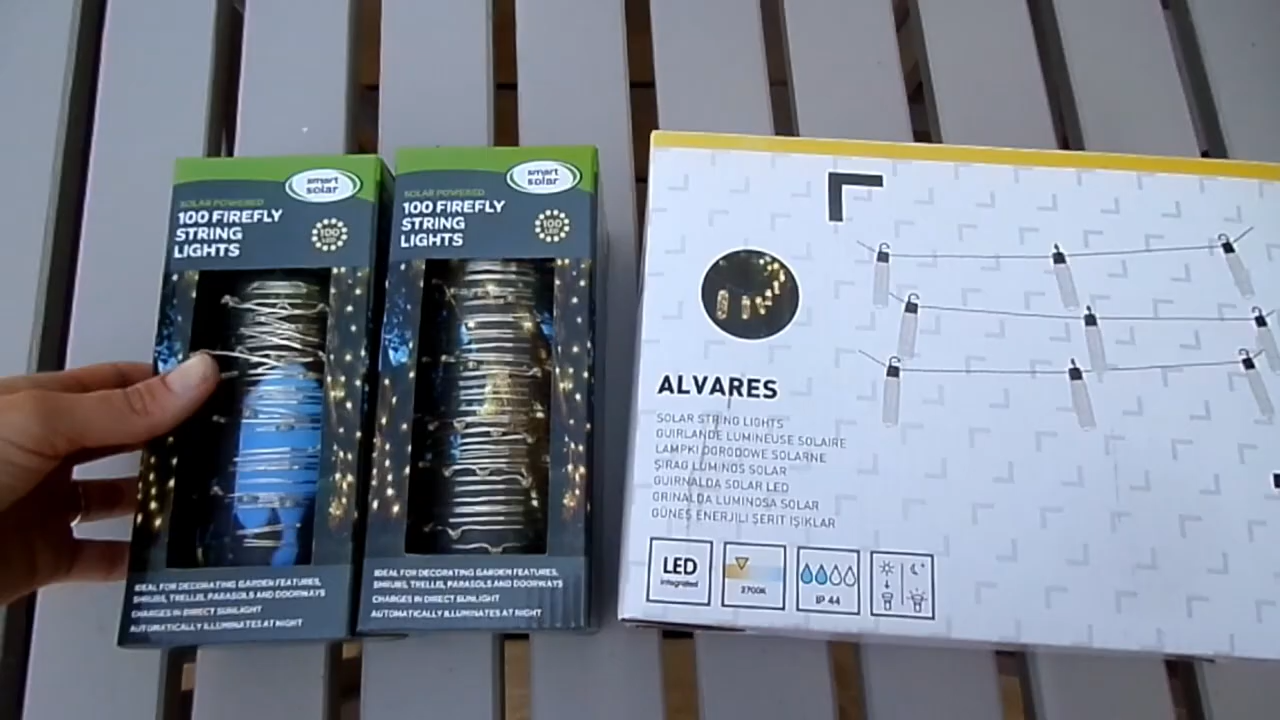 smart
solar
SOLAR POWERED
100 FIREFLY
STRING
LIGHTS
100
LED
IDEAL FOR DECORATING GARDEN FEATURES,
SHRUBS, TRELLIS, PARASOLS AND DOORWAYS
CHARGES IN DIRECT SUNLIGHT
AUTOMATICALLY ILLUMINATES AT NIGHT
smart
solar
SOLAR POWERED
100 FIREFLY
STRING
LIGHTS
100
LED
IDEAL FOR DECORATING GARDEN FEATURES,
SHRUBS, TRELLIS, PARASOLS AND DOORWAYS
CHARGES IN DIRECT SUNLIGHT
AUTOMATICALLY ILLUMINATES AT NIGHT
ALVARES
SOLAR STRING LIGHTS
GUIRLANDE LUMINEUSE SOLAIRE
LAMPKI OGRODOWE SOLARNE
ȘIRAG LUMINOS SOLAR
GUIRNALDA SOLAR LED
GRINALDA LUMINOSA SOLAR
GÜNEŞ ENERJİLİ ŞERİT IŞIKLAR
LED
integrated
2700K
IP 44